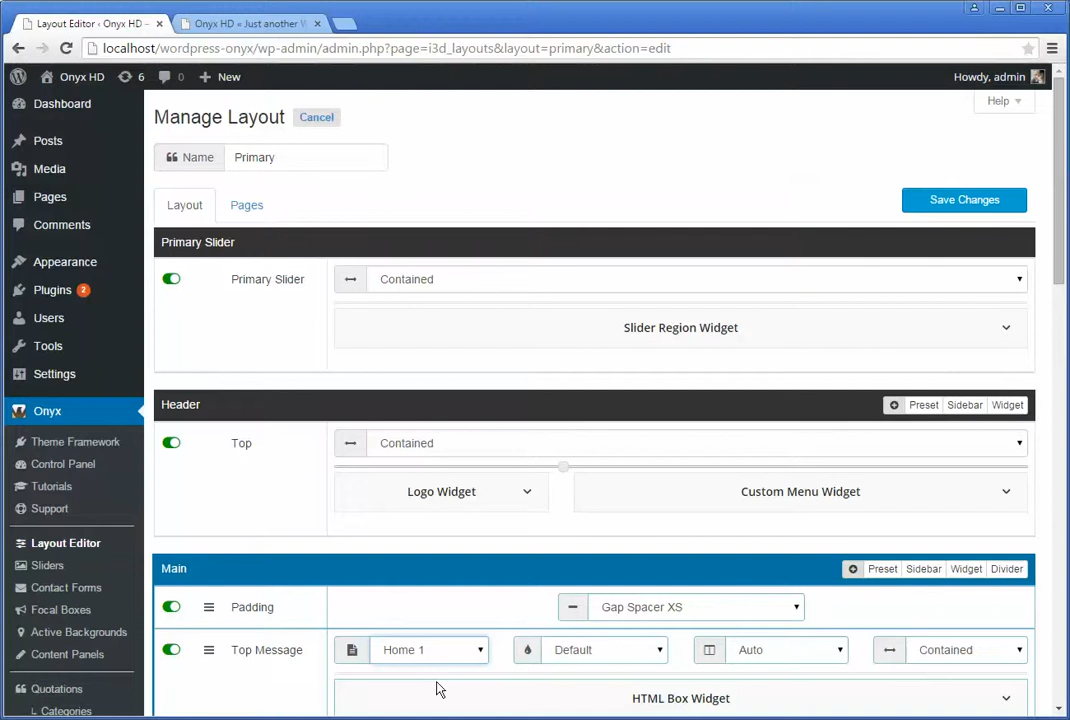 Layout Editor ‹ Onyx HD –
Onyx HD « Just another W
localhost/wordpress-onyx/wp-admin/admin.php?page=i3d_layouts&layout=primary&action=edit
Onyx HD 6 0 New Howdy, admin
Dashboard
Posts
Media
Pages
Comments
Appearance
Plugins 2
Users
Tools
Settings
Onyx
Theme Framework
Control Panel
Tutorials
Support
Layout Editor
Sliders
Contact Forms
Focal Boxes
Active Backgrounds
Content Panels
Quotations
Categories
Help
Manage Layout Cancel
Name Primary
Layout Pages Save Changes
Primary Slider
Primary Slider Contained
Slider Region Widget
Header Preset Sidebar Widget
Top Contained
Logo Widget Custom Menu Widget
Main Preset Sidebar Widget Divider
Padding Gap Spacer XS
Top Message Home 1 Default Auto Contained
HTML Box Widget